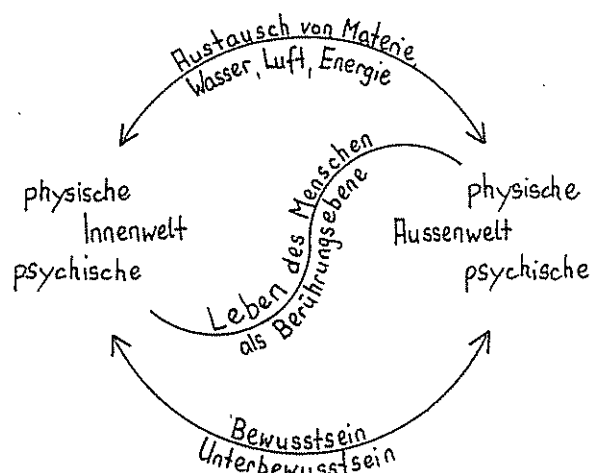 Austausch von Materie,
Wasser, Luft, Energie
physische
Innenwelt
psychische
Leben des Menschen
als Berührungsebene
physische
Aussenwelt
psychische
Bewusstsein
Unterbewusstsein